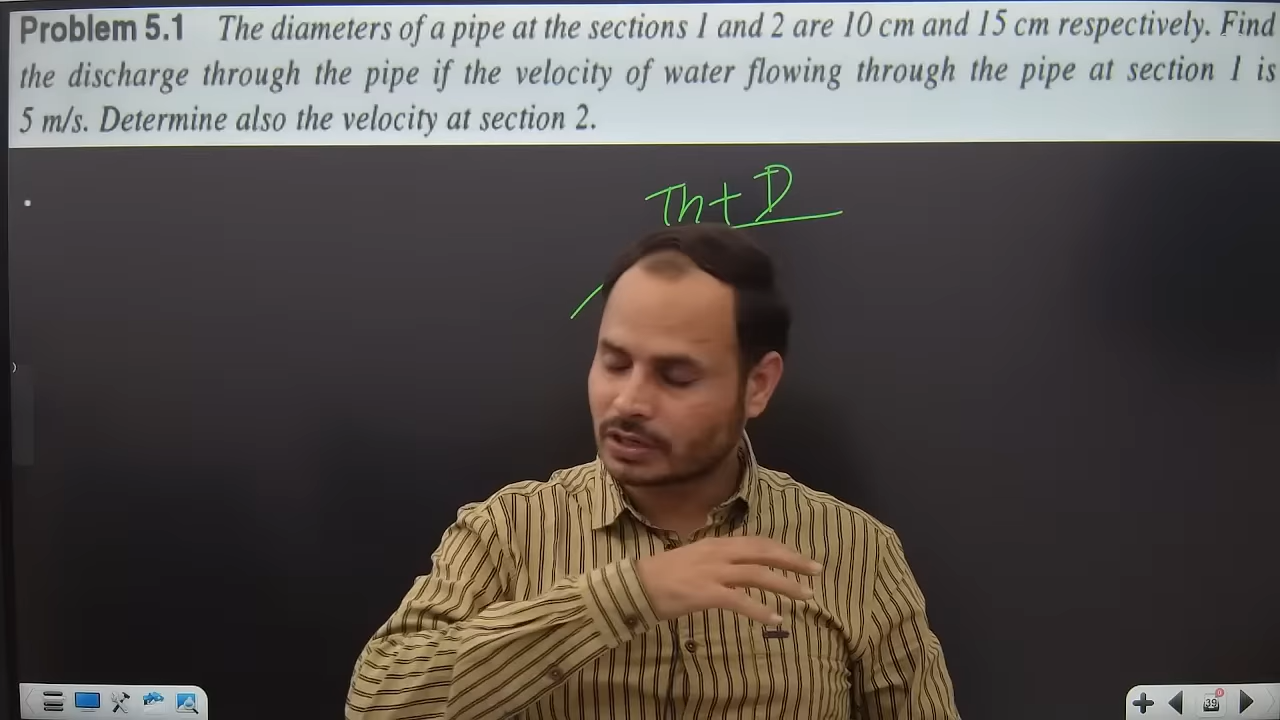 Problem 5.1 The diameters of a pipe at the sections 1 and 2 are 10 cm and 15 cm respectively. Find
the discharge through the pipe if the velocity of water flowing through the pipe at section 1 is
5 m/s. Determine also the velocity at section 2.
Th + D
39